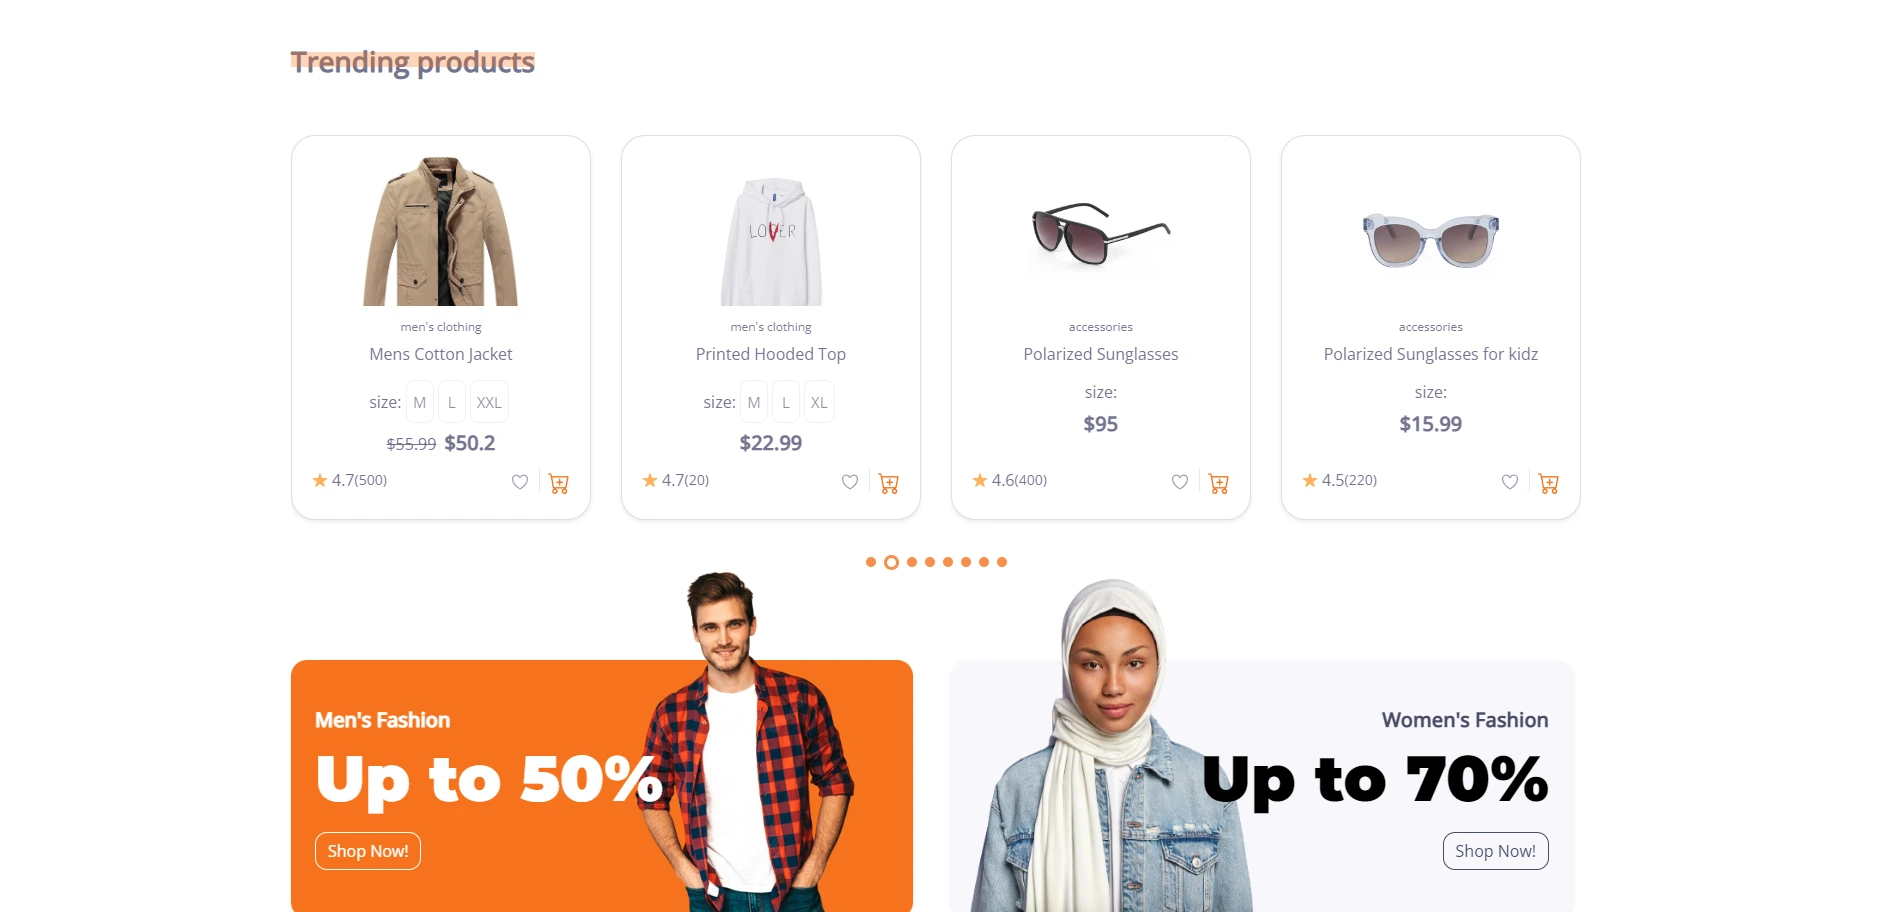 Trending products
men's clothing
Mens Cotton Jacket
size: M L XXL
$55.99 $50.2
4.7(500)
LOVER
men's clothing
Printed Hooded Top
size: M L XL
$22.99
4.7(20)
accessories
Polarized Sunglasses
size:
$95
4.6(400)
accessories
Polarized Sunglasses for kidz
size:
$15.99
4.5(220)
Men's Fashion
Up to 50%
Shop Now!
Women's Fashion
Up to 70%
Shop Now!